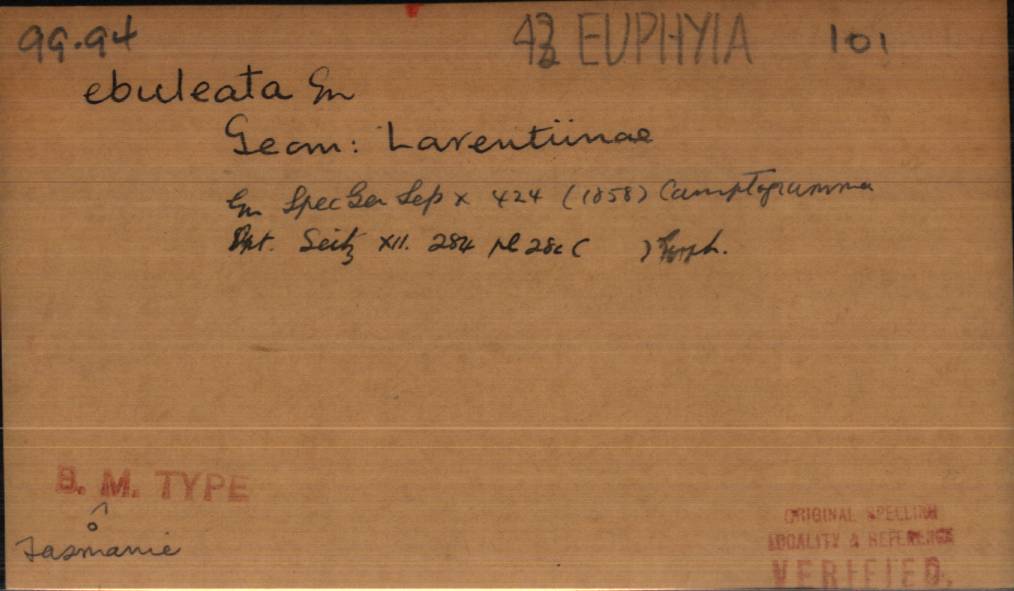 99.94 EUPHYIA 101
ebuleata Gn
Geom: Larentiinae
Gn Spec Gen Lep x 424 (1858) Camptogramma
Prt. Seitz XII. 284 pl 28c ( )
B. M. TYPE
Tasmanie
ORIGINAL SPELLING
LOCALITY & REFERENCE
VERIFIED.